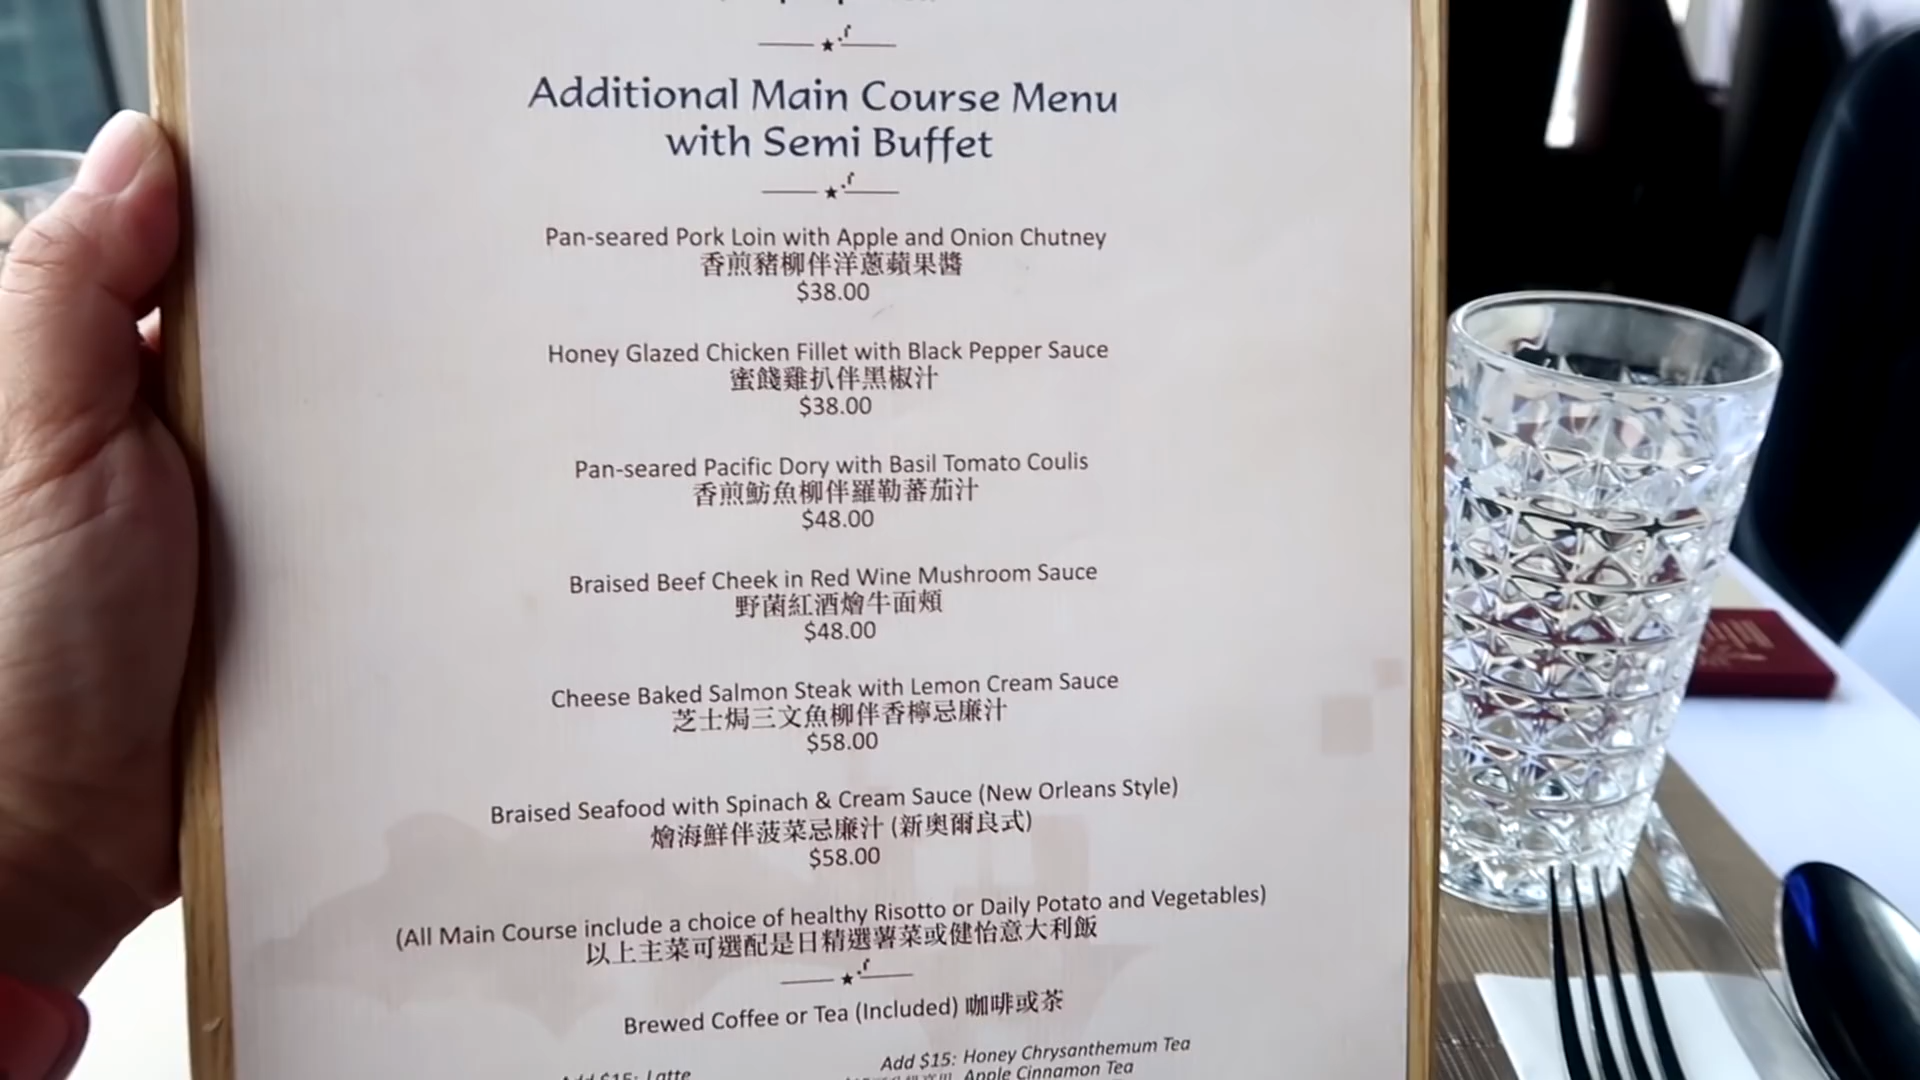 Additional Main Course Menu
with Semi Buffet
Pan-seared Pork Loin with Apple and Onion Chutney
香煎豬柳伴洋蔥蘋果醬
$38.00
Honey Glazed Chicken Fillet with Black Pepper Sauce
蜜餞雞扒伴黑椒汁
$38.00
Pan-seared Pacific Dory with Basil Tomato Coulis
香煎魴魚柳伴羅勒蕃茄汁
$48.00
Braised Beef Cheek in Red Wine Mushroom Sauce
野菌紅酒燴牛面頰
$48.00
Cheese Baked Salmon Steak with Lemon Cream Sauce
芝士焗三文魚柳伴香檸忌廉汁
$58.00
Braised Seafood with Spinach & Cream Sauce (New Orleans Style)
燴海鮮伴菠菜忌廉汁 (新奧爾良式)
$58.00
(All Main Course include a choice of healthy Risotto or Daily Potato and Vegetables)
以上主菜可選配是日精選薯菜或健怡意大利飯
Brewed Coffee or Tea (Included) 咖啡或茶
Add $15: Honey Chrysanthemum Tea
Add $15: Latte
Apple Cinnamon Tea